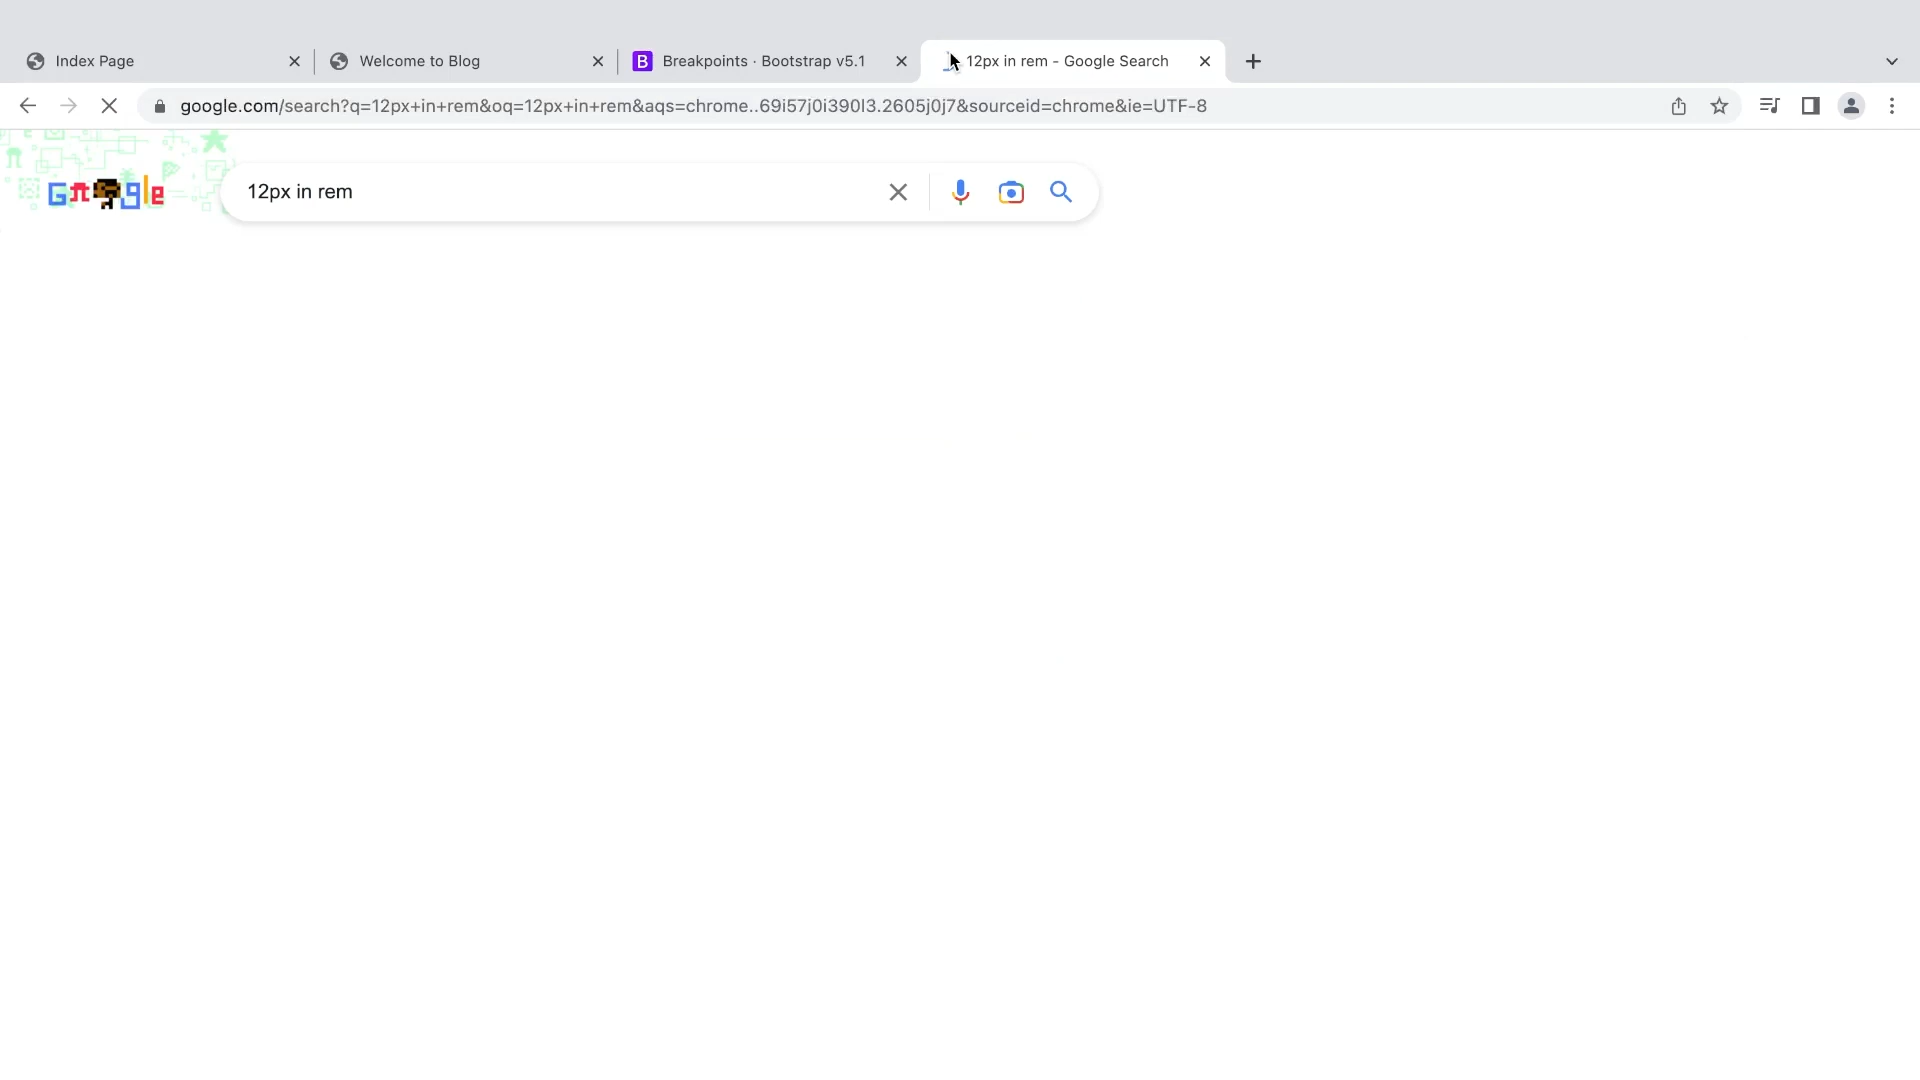 Index Page
Welcome to Blog
B Breakpoints · Bootstrap v5.1
12px in rem - Google Search
google.com/search?q=12px+in+rem&oq=12px+in+rem&aqs=chrome..69i57j0i390l3.2605j0j7&sourceid=chrome&ie=UTF-8
Google
12px in rem